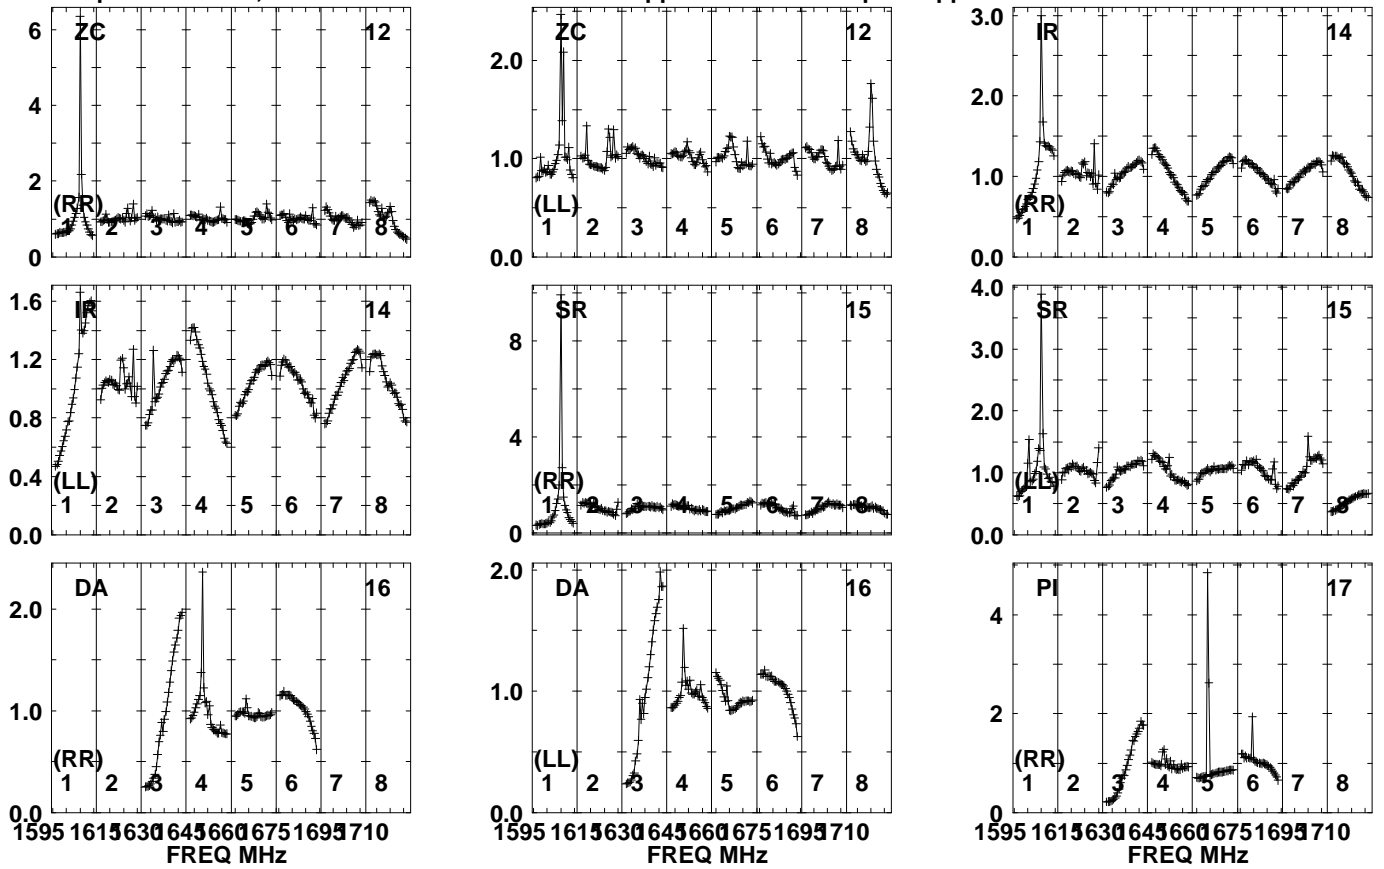 6 ZC 12
4
2
(RR)
1 2 3 4 5 6 7 8
0
ZC 12
2.0
1.0
(LL)
1 2 3 4 5 6 7 8
0.0
3.0 IR 14
2.0
1.0
(RR)
1 2 3 4 5 6 7 8
0.0
1.6 IR 14
1.2
0.8
0.4 (LL)
1 2 3 4 5 6 7 8
0.0
SR 15
8
4
(RR)
1 2 3 4 5 6 7 8
0
4.0 SR 15
3.0
2.0
1.0 (LL)
1 2 3 4 5 6 7 8
0.0
DA 16
2.0
1.0
(RR)
1 2 3 4 5 6 7 8
0.0
1595 1615 1630 1645 1660 1675 1695 1710
FREQ MHz
2.0 DA 16
1.0
(LL)
1 2 3 4 5 6 7 8
0.0
1595 1615 1630 1645 1660 1675 1695 1710
FREQ MHz
PI 17
4
2
(RR)
1 2 3 4 5 6 7 8
0
1595 1615 1630 1645 1660 1675 1695 1710
FREQ MHz